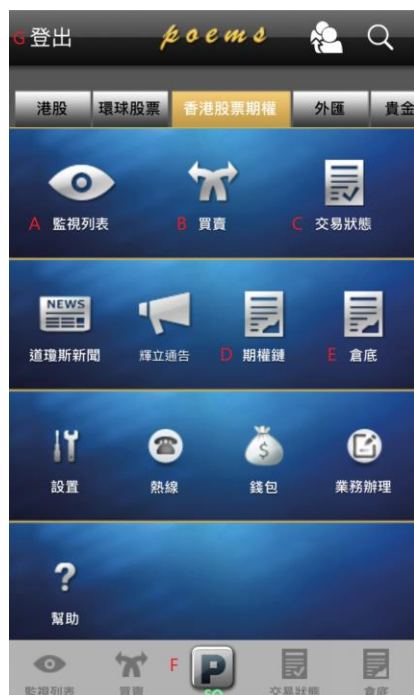 G 登出 poems
港股 環球股票 香港股票期權 外匯 貴金
A 監視列表 B 買賣 C 交易狀態
NEWS
道瓊斯新聞 輝立通告 D 期權鏈 E 倉底
$
設置 熱線 錢包 業務辦理
?
幫助
F P
監視列表 買賣 SO 交易狀態 倉底